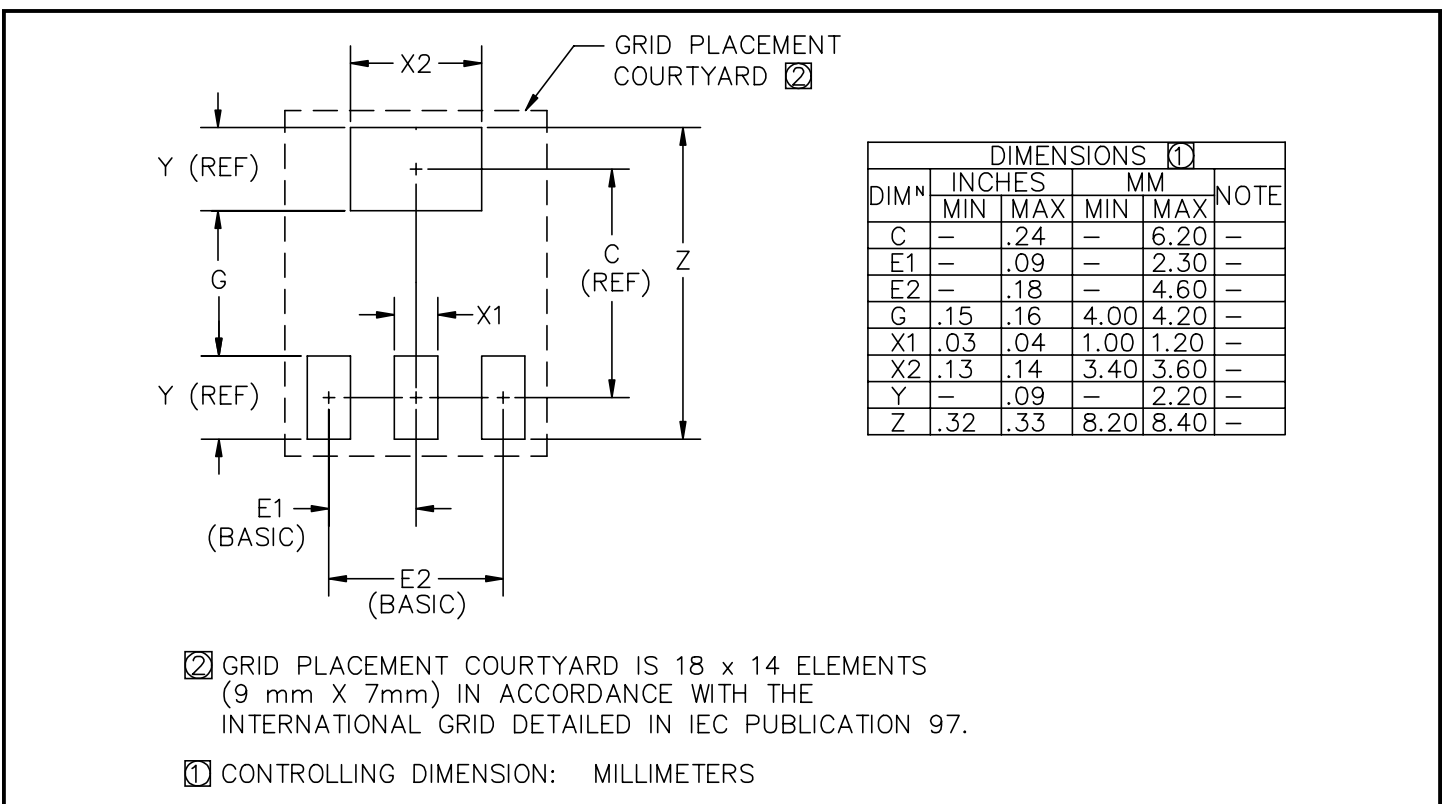 X2
GRID PLACEMENT
COURTYARD ②
Y (REF)
G
C
(REF)
Z
X1
Y (REF)
E1
(BASIC)
E2
(BASIC)
DIMENSIONS ①
DIMᴺ INCHES MM NOTE
MIN MAX MIN MAX
C – .24 – 6.20 –
E1 – .09 – 2.30 –
E2 – .18 – 4.60 –
G .15 .16 4.00 4.20 –
X1 .03 .04 1.00 1.20 –
X2 .13 .14 3.40 3.60 –
Y – .09 – 2.20 –
Z .32 .33 8.20 8.40 –
② GRID PLACEMENT COURTYARD IS 18 x 14 ELEMENTS
(9 mm X 7mm) IN ACCORDANCE WITH THE
INTERNATIONAL GRID DETAILED IN IEC PUBLICATION 97.
① CONTROLLING DIMENSION: MILLIMETERS